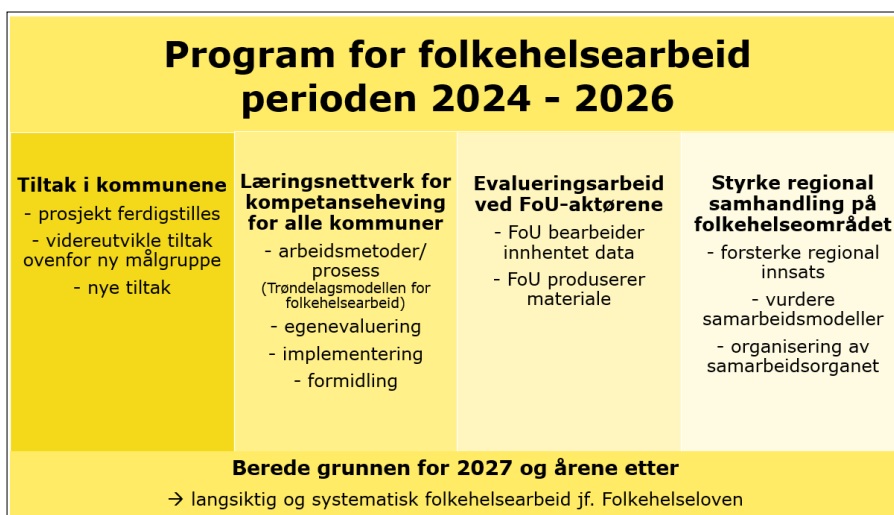 Program for folkehelsearbeid
perioden 2024 - 2026
Tiltak i kommunene
- prosjekt ferdigstilles
- videreutvikle tiltak
ovenfor ny målgruppe
- nye tiltak
Læringsnettverk for
kompetanseheving
for alle kommuner
- arbeidsmetoder/
prosess
(Trøndelagsmodellen for
folkehelsearbeid)
- egenevaluering
- implementering
- formidling
Evalueringsarbeid
ved FoU-aktørene
- FoU bearbeider
innhentet data
- FoU produserer
materiale
Styrke regional
samhandling på
folkehelseområdet
- forsterke regional
innsats
- vurdere
samarbeidsmodeller
- organisering av
samarbeidsorganet
Berede grunnen for 2027 og årene etter
→ langsiktig og systematisk folkehelsearbeid jf. Folkehelseloven